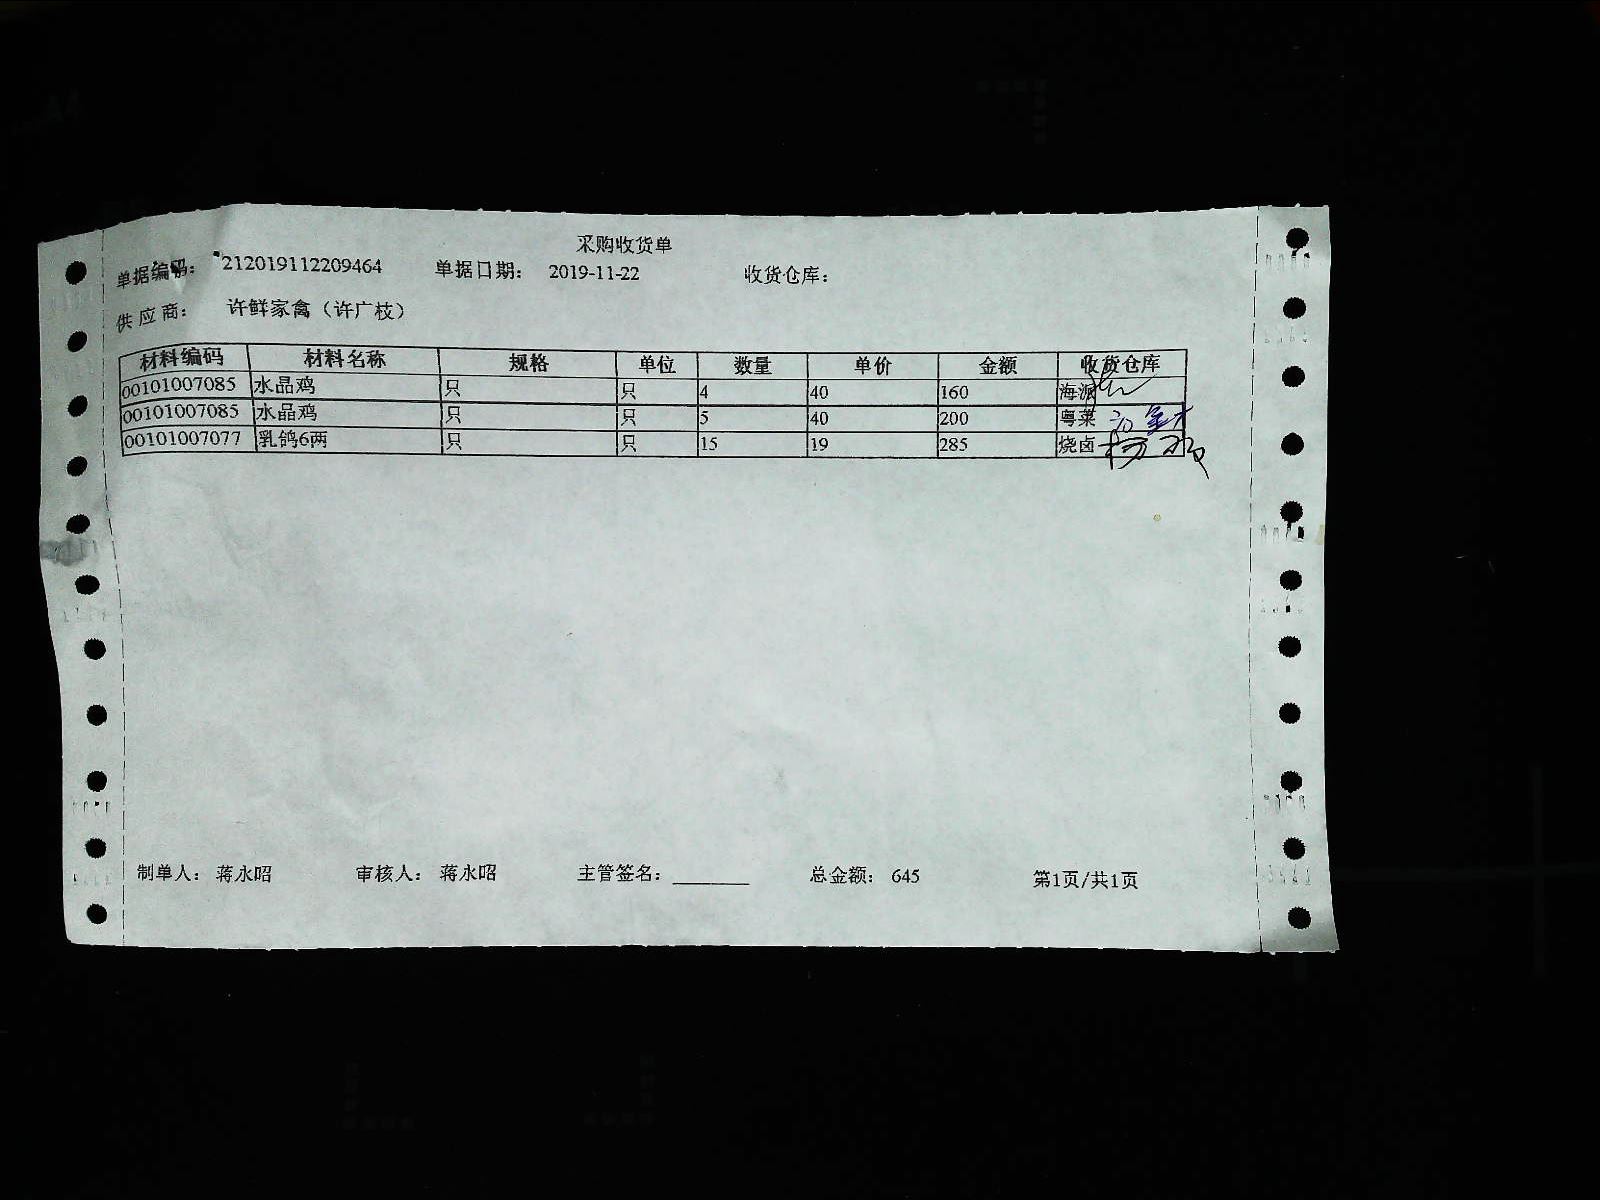 采购收货单
单据编码： 212019112209464 单据日期： 2019-11-22 收货仓库：
供应商： 许鲜家禽（许广枝）
材料编码 材料名称 规格 单位 数量 单价 金额 收货仓库
00101007085 水晶鸡 只 只 4 40 160 海派
00101007085 水晶鸡 只 只 5 40 200 粤菜
00101007077 乳鸽6两 只 只 15 19 285 烧卤
制单人： 蒋永昭 审核人： 蒋永昭 主管签名：________ 总金额： 645 第1页/共1页